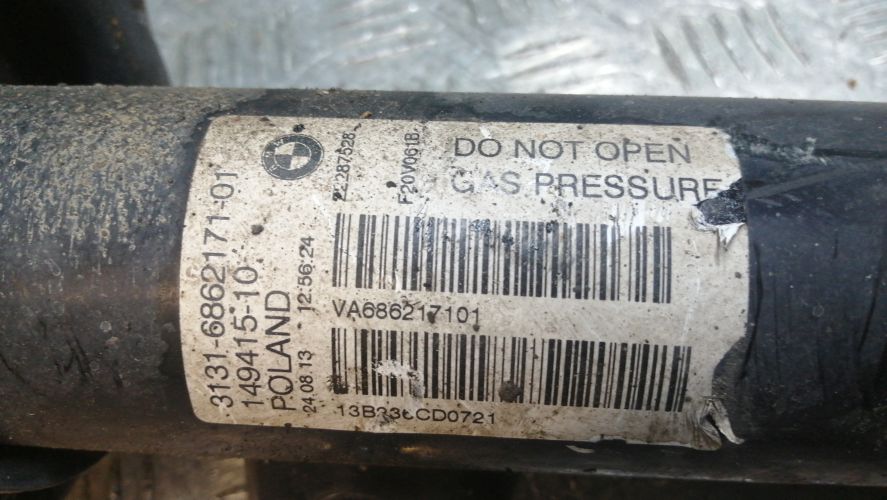 DO NOT OPEN
GAS PRESSURE
F20V061B
VA686217101
3131-6862171-01
149415-10
POLAND
24.08.13 12:56:24
BMW